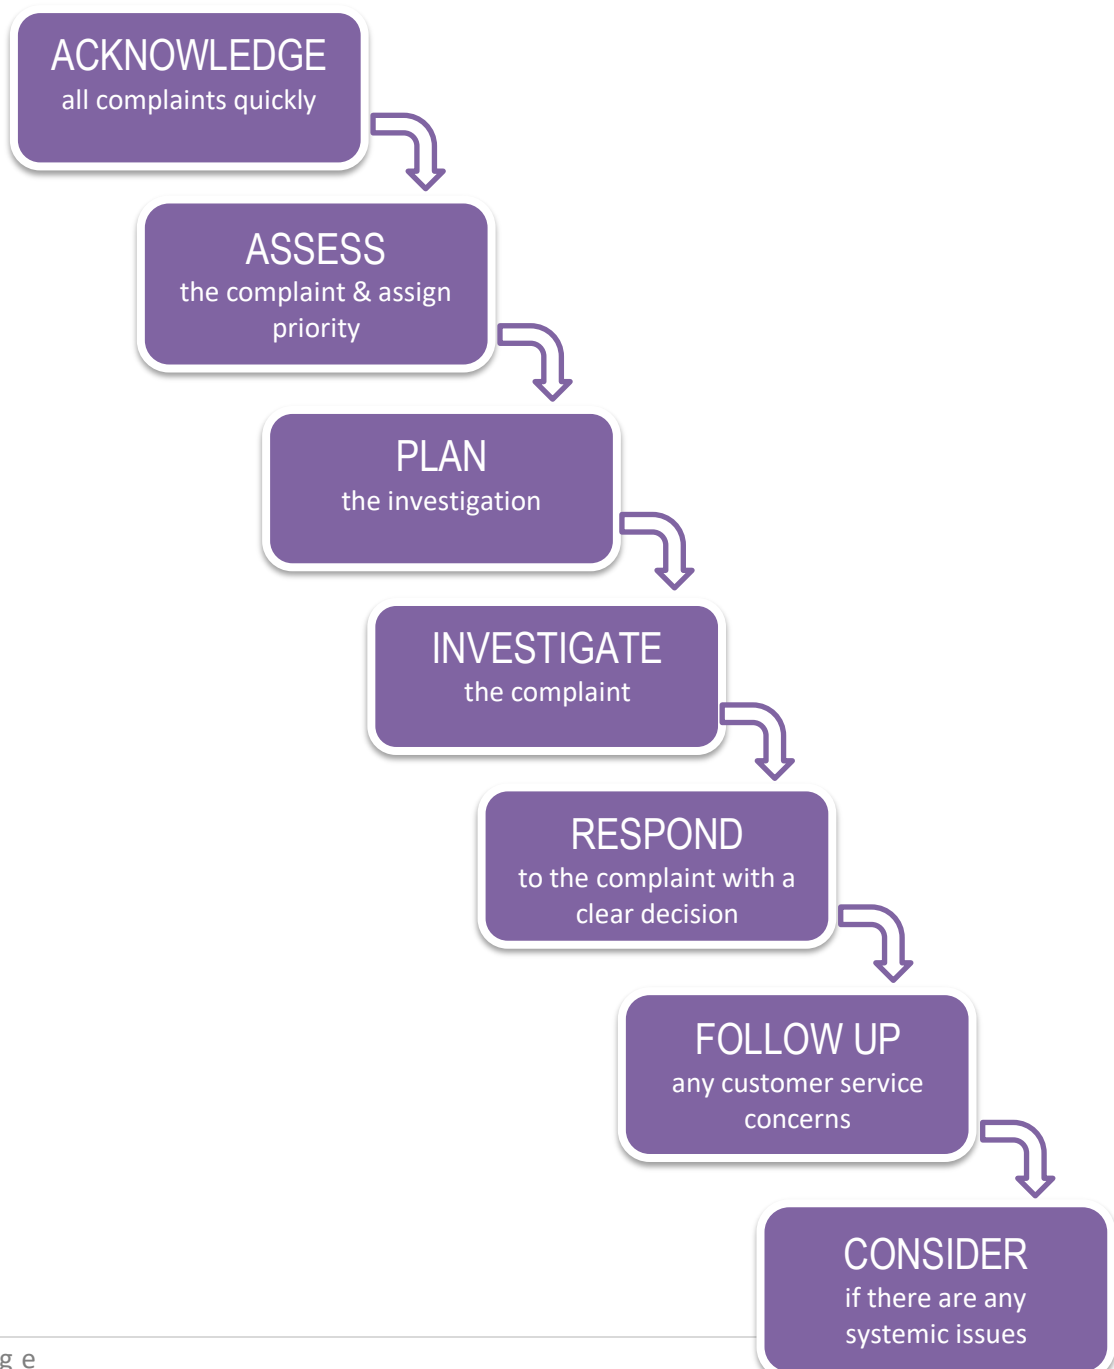 ACKNOWLEDGE
all complaints quickly
ASSESS
the complaint & assign
priority
PLAN
the investigation
INVESTIGATE
the complaint
RESPOND
to the complaint with a
clear decision
FOLLOW UP
any customer service
concerns
CONSIDER
if there are any
systemic issues
g e